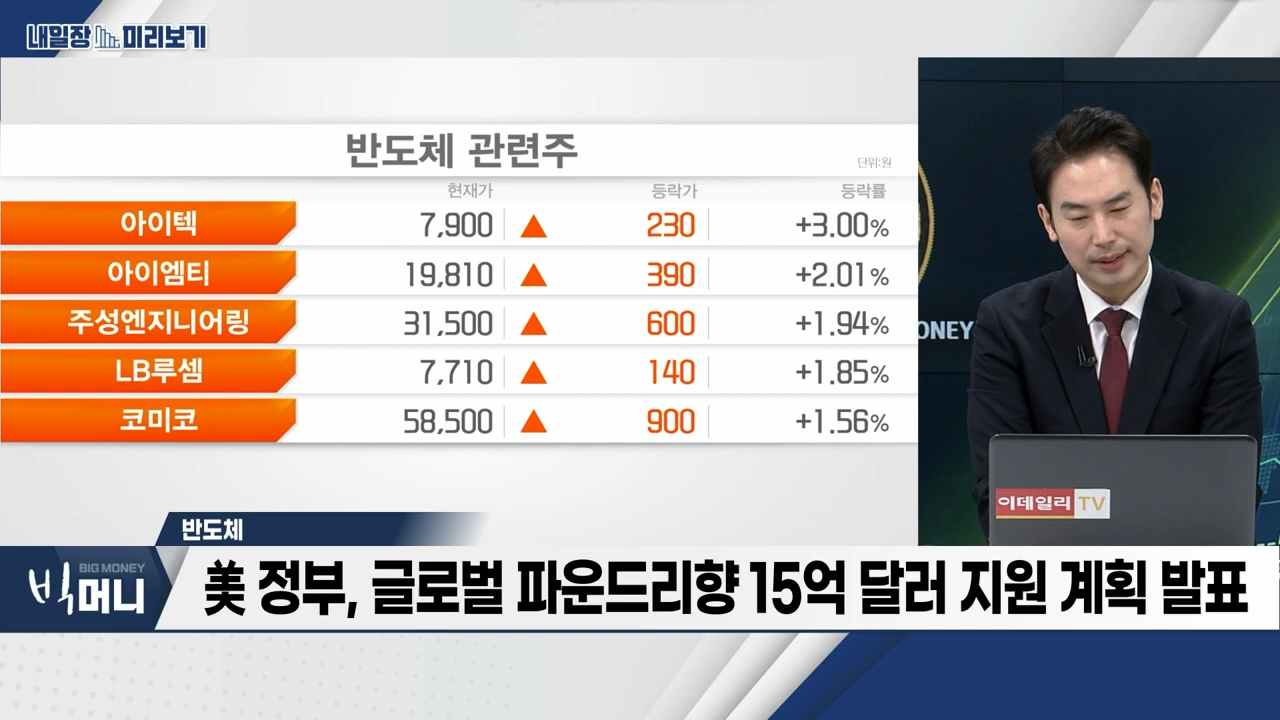 내일장 미리보기
반도체 관련주
단위:원
현재가 등락가 등락률
아이텍 7,900 ▲ 230 +3.00%
아이엠티 19,810 ▲ 390 +2.01%
주성엔지니어링 31,500 ▲ 600 +1.94%
LB루셈 7,710 ▲ 140 +1.85%
코미코 58,500 ▲ 900 +1.56%
ONEY
이데일리TV
반도체
BIG MONEY
빅머니
美 정부, 글로벌 파운드리향 15억 달러 지원 계획 발표